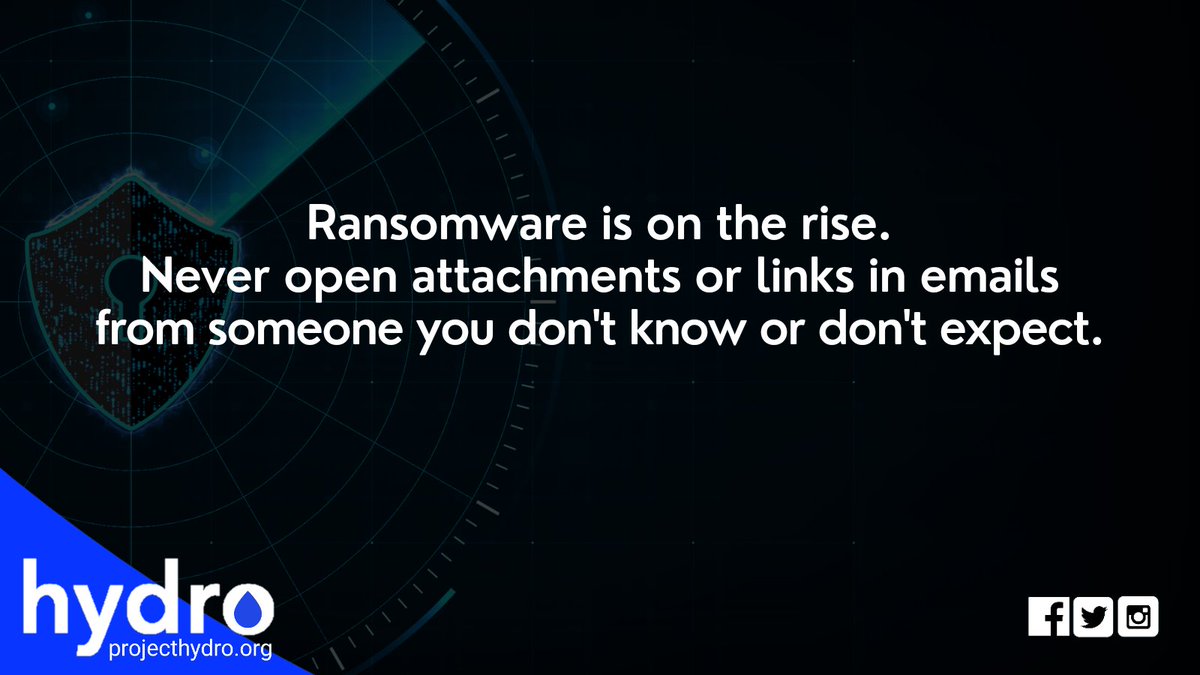 Ransomware is on the rise.
Never open attachments or links in emails
from someone you don't know or don't expect.
hydro
projecthydro.org